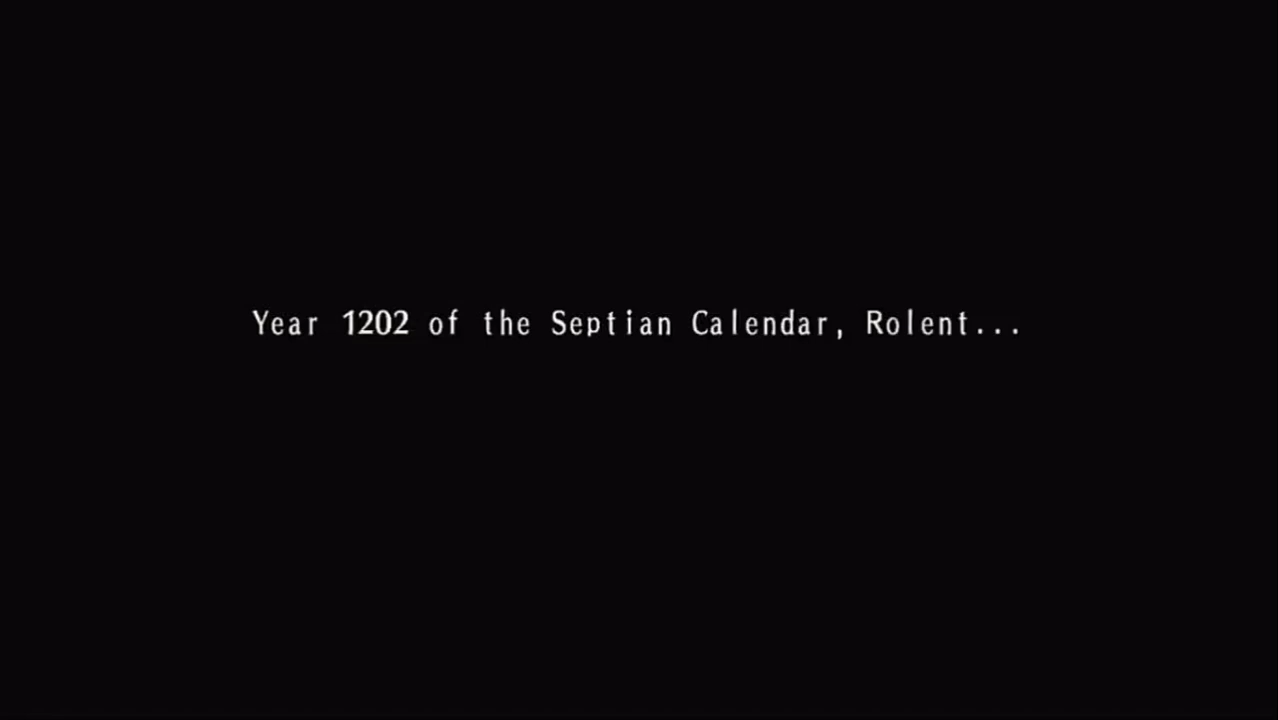 Year 1202 of the Septian Calendar, Rolent...